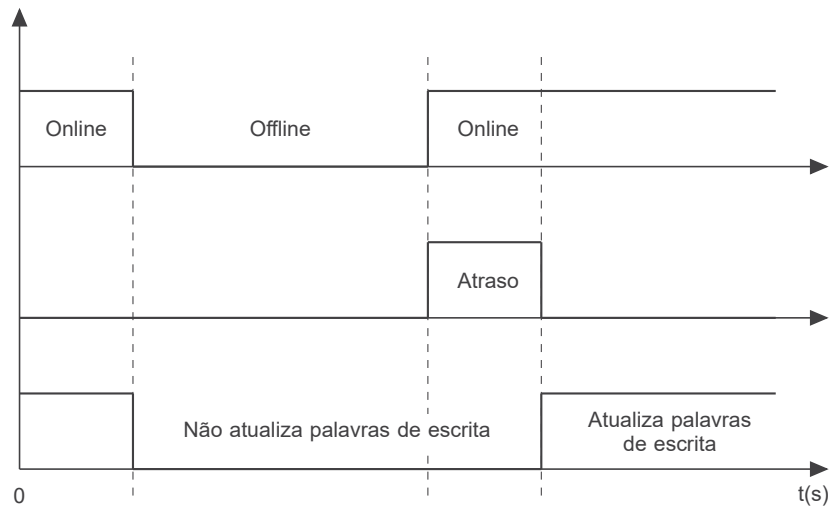 Online
Offline
Online
Atraso
Não atualiza palavras de escrita
Atualiza palavras
de escrita
0
t(s)